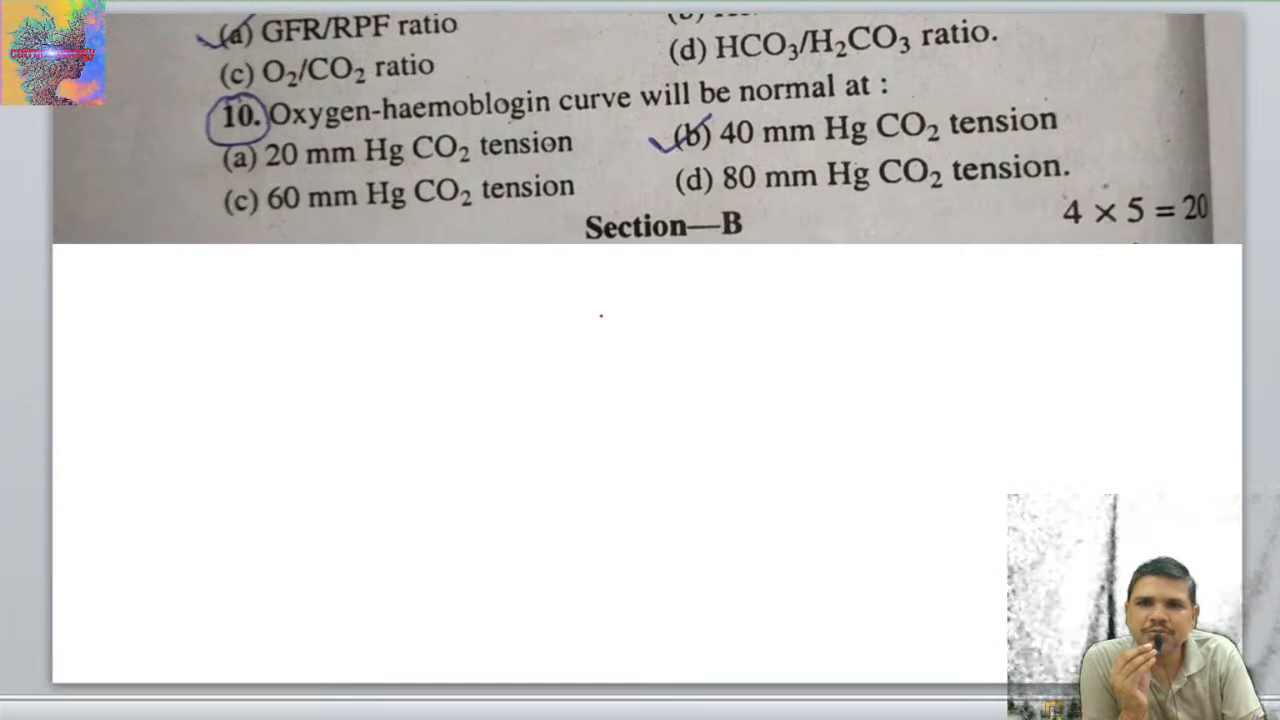 (a) GFR/RPF ratio
(c) O₂/CO₂ ratio
(d) HCO₃/H₂CO₃ ratio.
10. Oxygen-haemoblogin curve will be normal at :
(a) 20 mm Hg CO₂ tension
(b) 40 mm Hg CO₂ tension
(c) 60 mm Hg CO₂ tension
(d) 80 mm Hg CO₂ tension.
Section—B
4 × 5 = 20